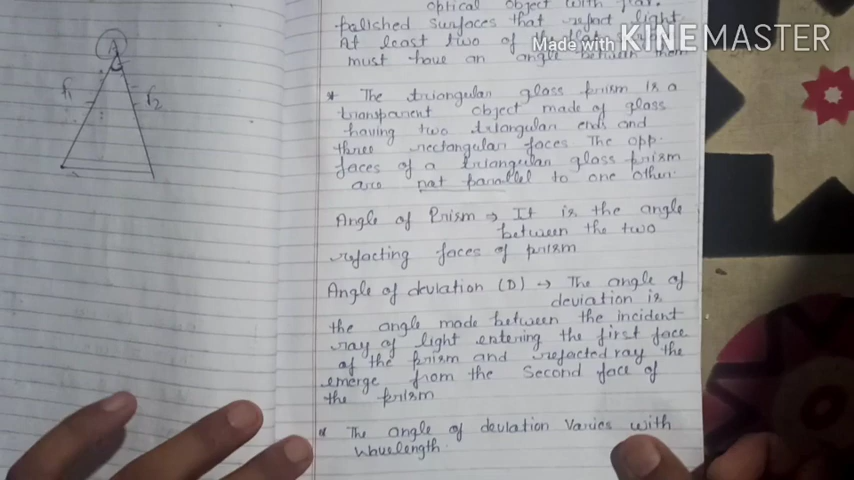 optical object with flat
polished surfaces that refract light.
At least two of the flat
must have an angle between them
Made with KINEMASTER
A
f1
f2
* The triangular glass prism is a
transparent object made of glass
having two triangular ends and
three rectangular faces The opp.
faces of a triangular glass prism
are not parallel to one other.
Angle of Prism → It is the angle
between the two
refacting faces of prism
Angle of deviation (D) → The angle of
deviation is
the angle made between the incident
ray of light entering the first face
of the prism and refacted ray the
emerge from the second face of
the prism
* The angle of deviation varies with
wavelength.